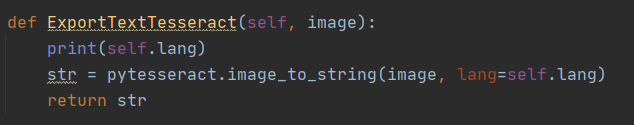 def ExportTextTesseract(self, image):
    print(self.lang)
    str = pytesseract.image_to_string(image, lang=self.lang)
    return str